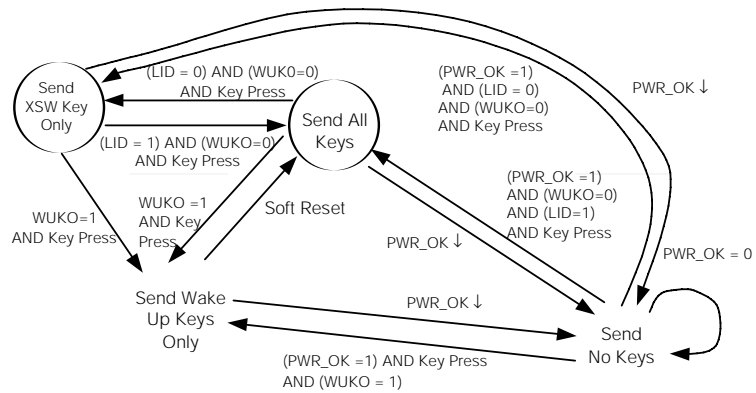 Send
XSW Key
Only
(LID = 0) AND (WUK0=0)
AND Key Press
(LID = 1) AND (WUKO=0)
AND Key Press
Send All
Keys
(PWR_OK =1)
AND (LID = 0)
AND (WUKO=0)
AND Key Press
PWR_OK ↓
WUKO=1
AND Key Press
WUKO =1
AND Key
Press
Soft Reset
(PWR_OK =1)
AND (WUKO=0)
AND (LID=1)
AND Key Press
PWR_OK ↓
PWR_OK = 0
Send Wake
Up Keys
Only
PWR_OK ↓
Send
No Keys
(PWR_OK =1) AND Key Press
AND (WUKO = 1)